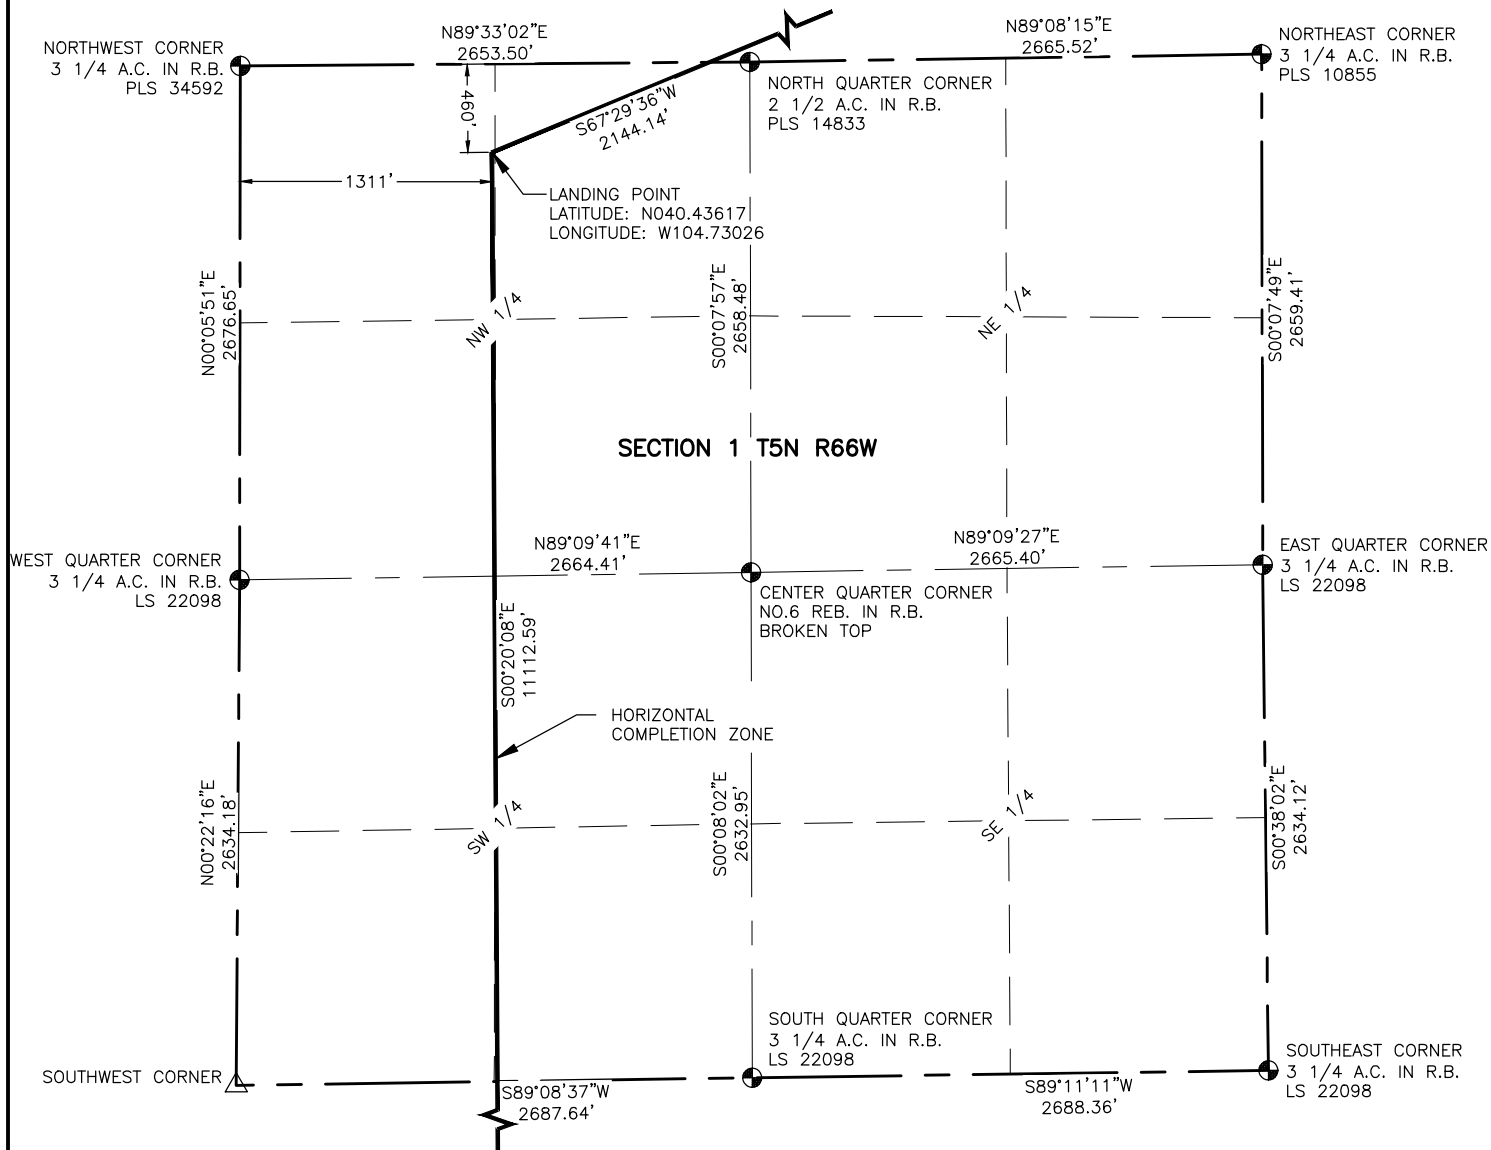 N89°33'02"E
2653.50'
N89°08'15"E
2665.52'
NORTHWEST CORNER
3 1/4 A.C. IN R.B.
PLS 34592
NORTHEAST CORNER
3 1/4 A.C. IN R.B.
PLS 10855
NORTH QUARTER CORNER
2 1/2 A.C. IN R.B.
PLS 14833
460'
S67°29'36"W
2144.14'
1311'
LANDING POINT
LATITUDE: N040.43617
LONGITUDE: W104.73026
N00°05'51"E
2676.65'
NW 1/4
S00°07'57"E
2658.48'
NE 1/4
S00°07'49"E
2659.41'
SECTION 1 T5N R66W
WEST QUARTER CORNER
3 1/4 A.C. IN R.B.
LS 22098
N89°09'41"E
2664.41'
N89°09'27"E
2665.40'
EAST QUARTER CORNER
3 1/4 A.C. IN R.B.
LS 22098
CENTER QUARTER CORNER
NO.6 REB. IN R.B.
BROKEN TOP
S00°20'08"E
11112.59'
HORIZONTAL
COMPLETION ZONE
N00°22'16"E
2634.18'
SW 1/4
S00°08'02"E
2632.95'
SE 1/4
S00°38'02"E
2634.12'
SOUTH QUARTER CORNER
3 1/4 A.C. IN R.B.
LS 22098
SOUTHWEST CORNER
SOUTHEAST CORNER
3 1/4 A.C. IN R.B.
LS 22098
S89°08'37"W
2687.64'
S89°11'11"W
2688.36'